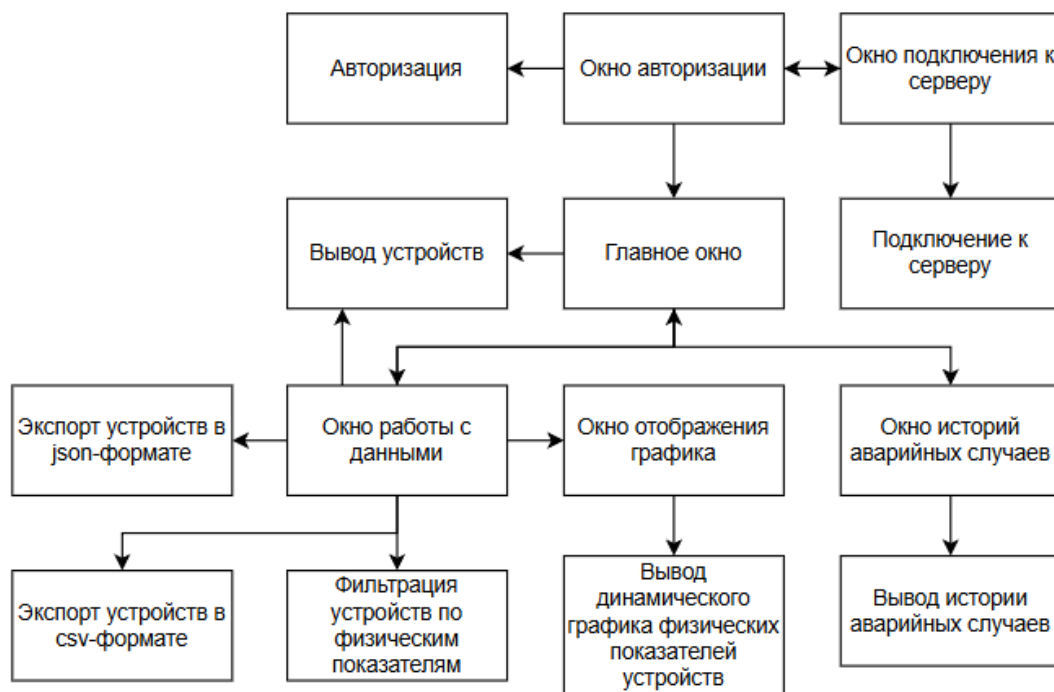 Авторизация
Окно авторизации
Окно подключения к
серверу
Вывод устройств
Главное окно
Подключение к
серверу
Экспорт устройств в
json-формате
Окно работы с
данными
Окно отображения
графика
Окно историй
аварийных случаев
Экспорт устройств в
csv-формате
Фильтрация
устройств по
физическим
показателям
Вывод
динамического
графика физических
показателей
устройств
Вывод истории
аварийных случаев